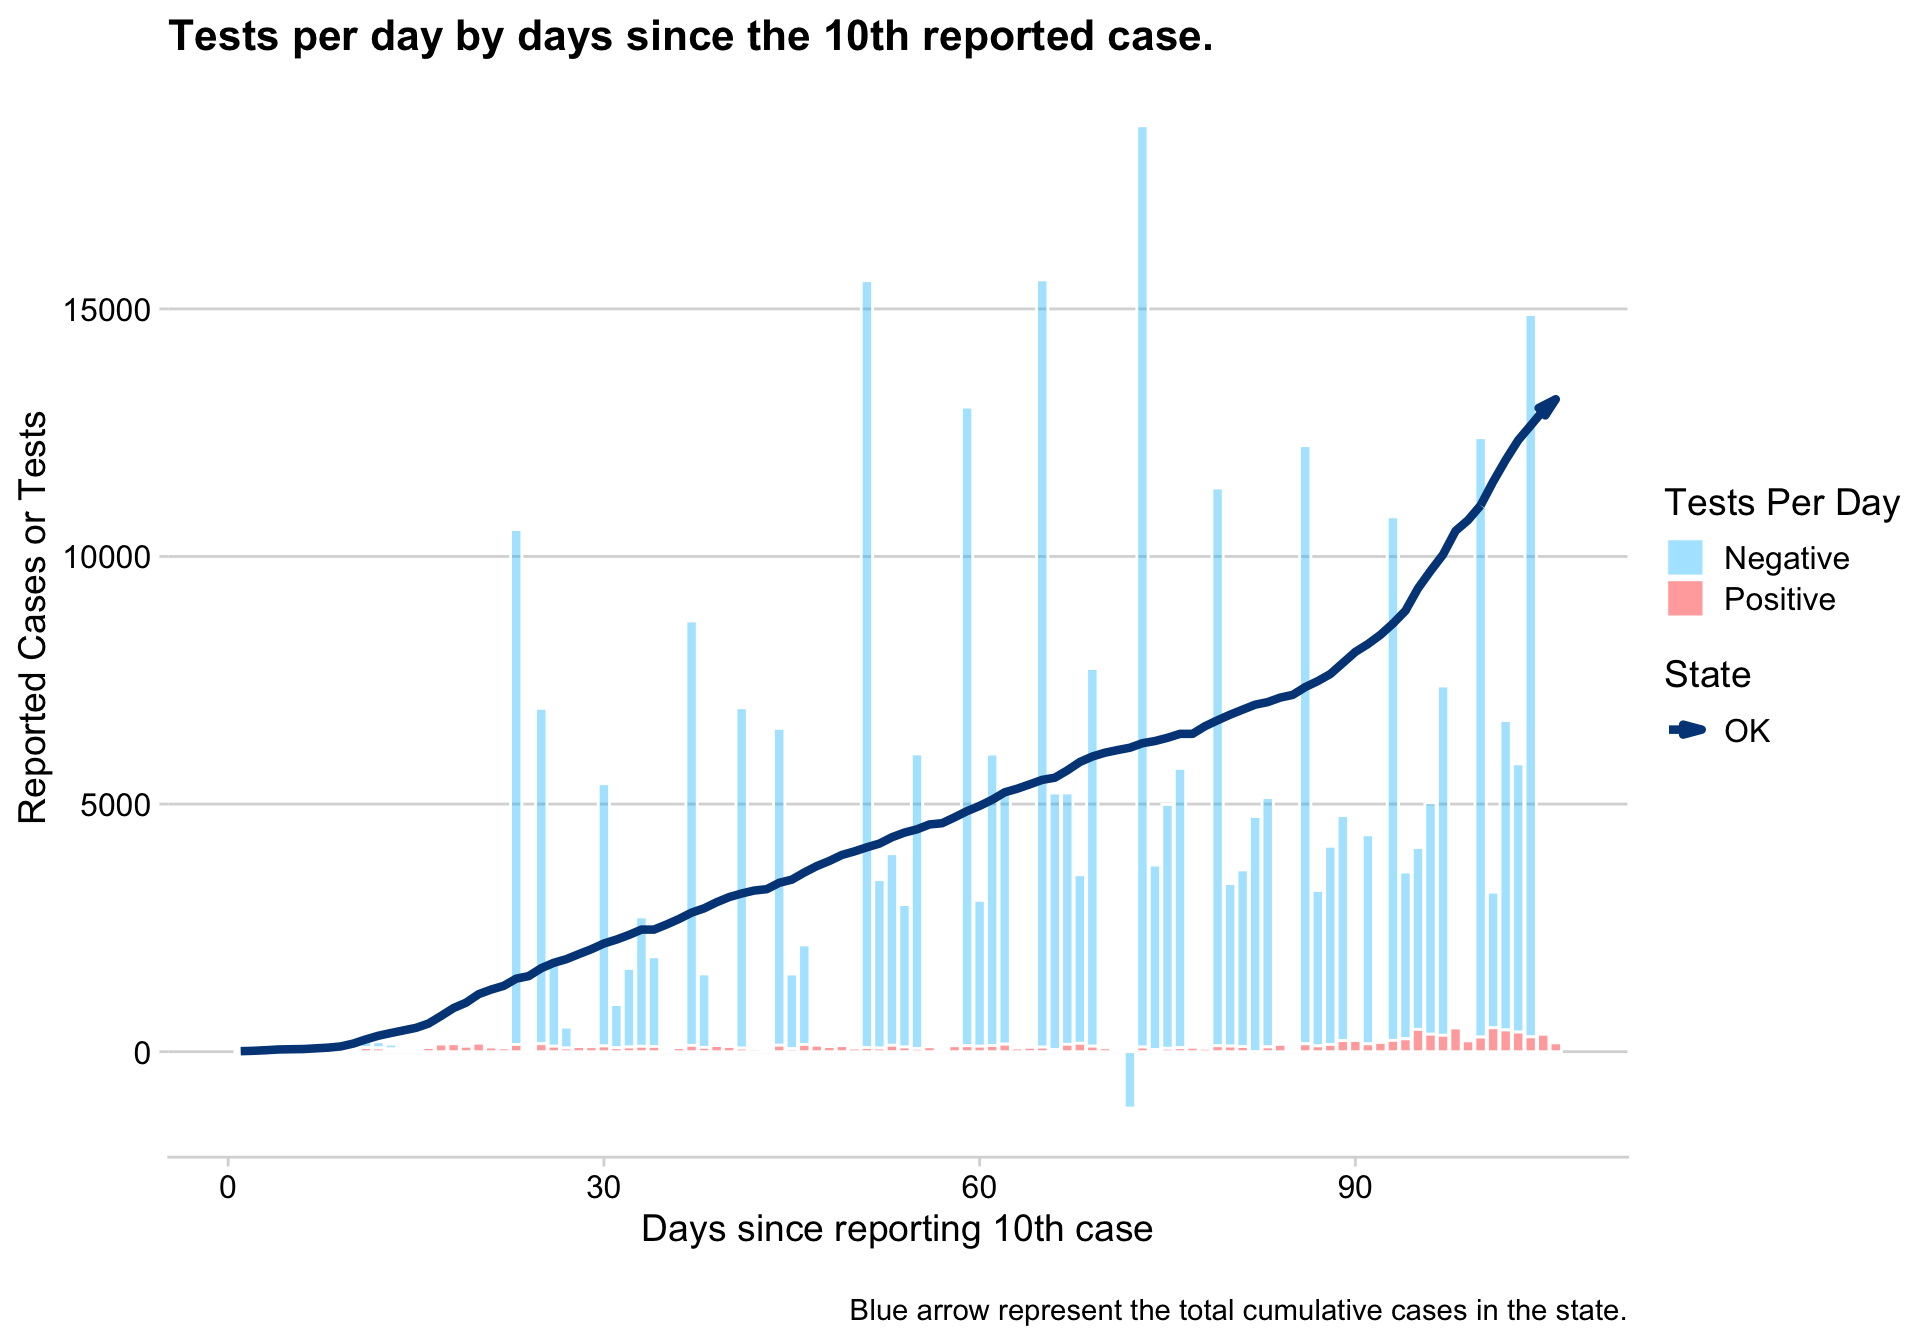 Tests per day by days since the 10th reported case.
Reported Cases or Tests
15000
10000
5000
0
0 30 60 90
Days since reporting 10th case
Tests Per Day
Negative
Positive
State
OK
Blue arrow represent the total cumulative cases in the state.